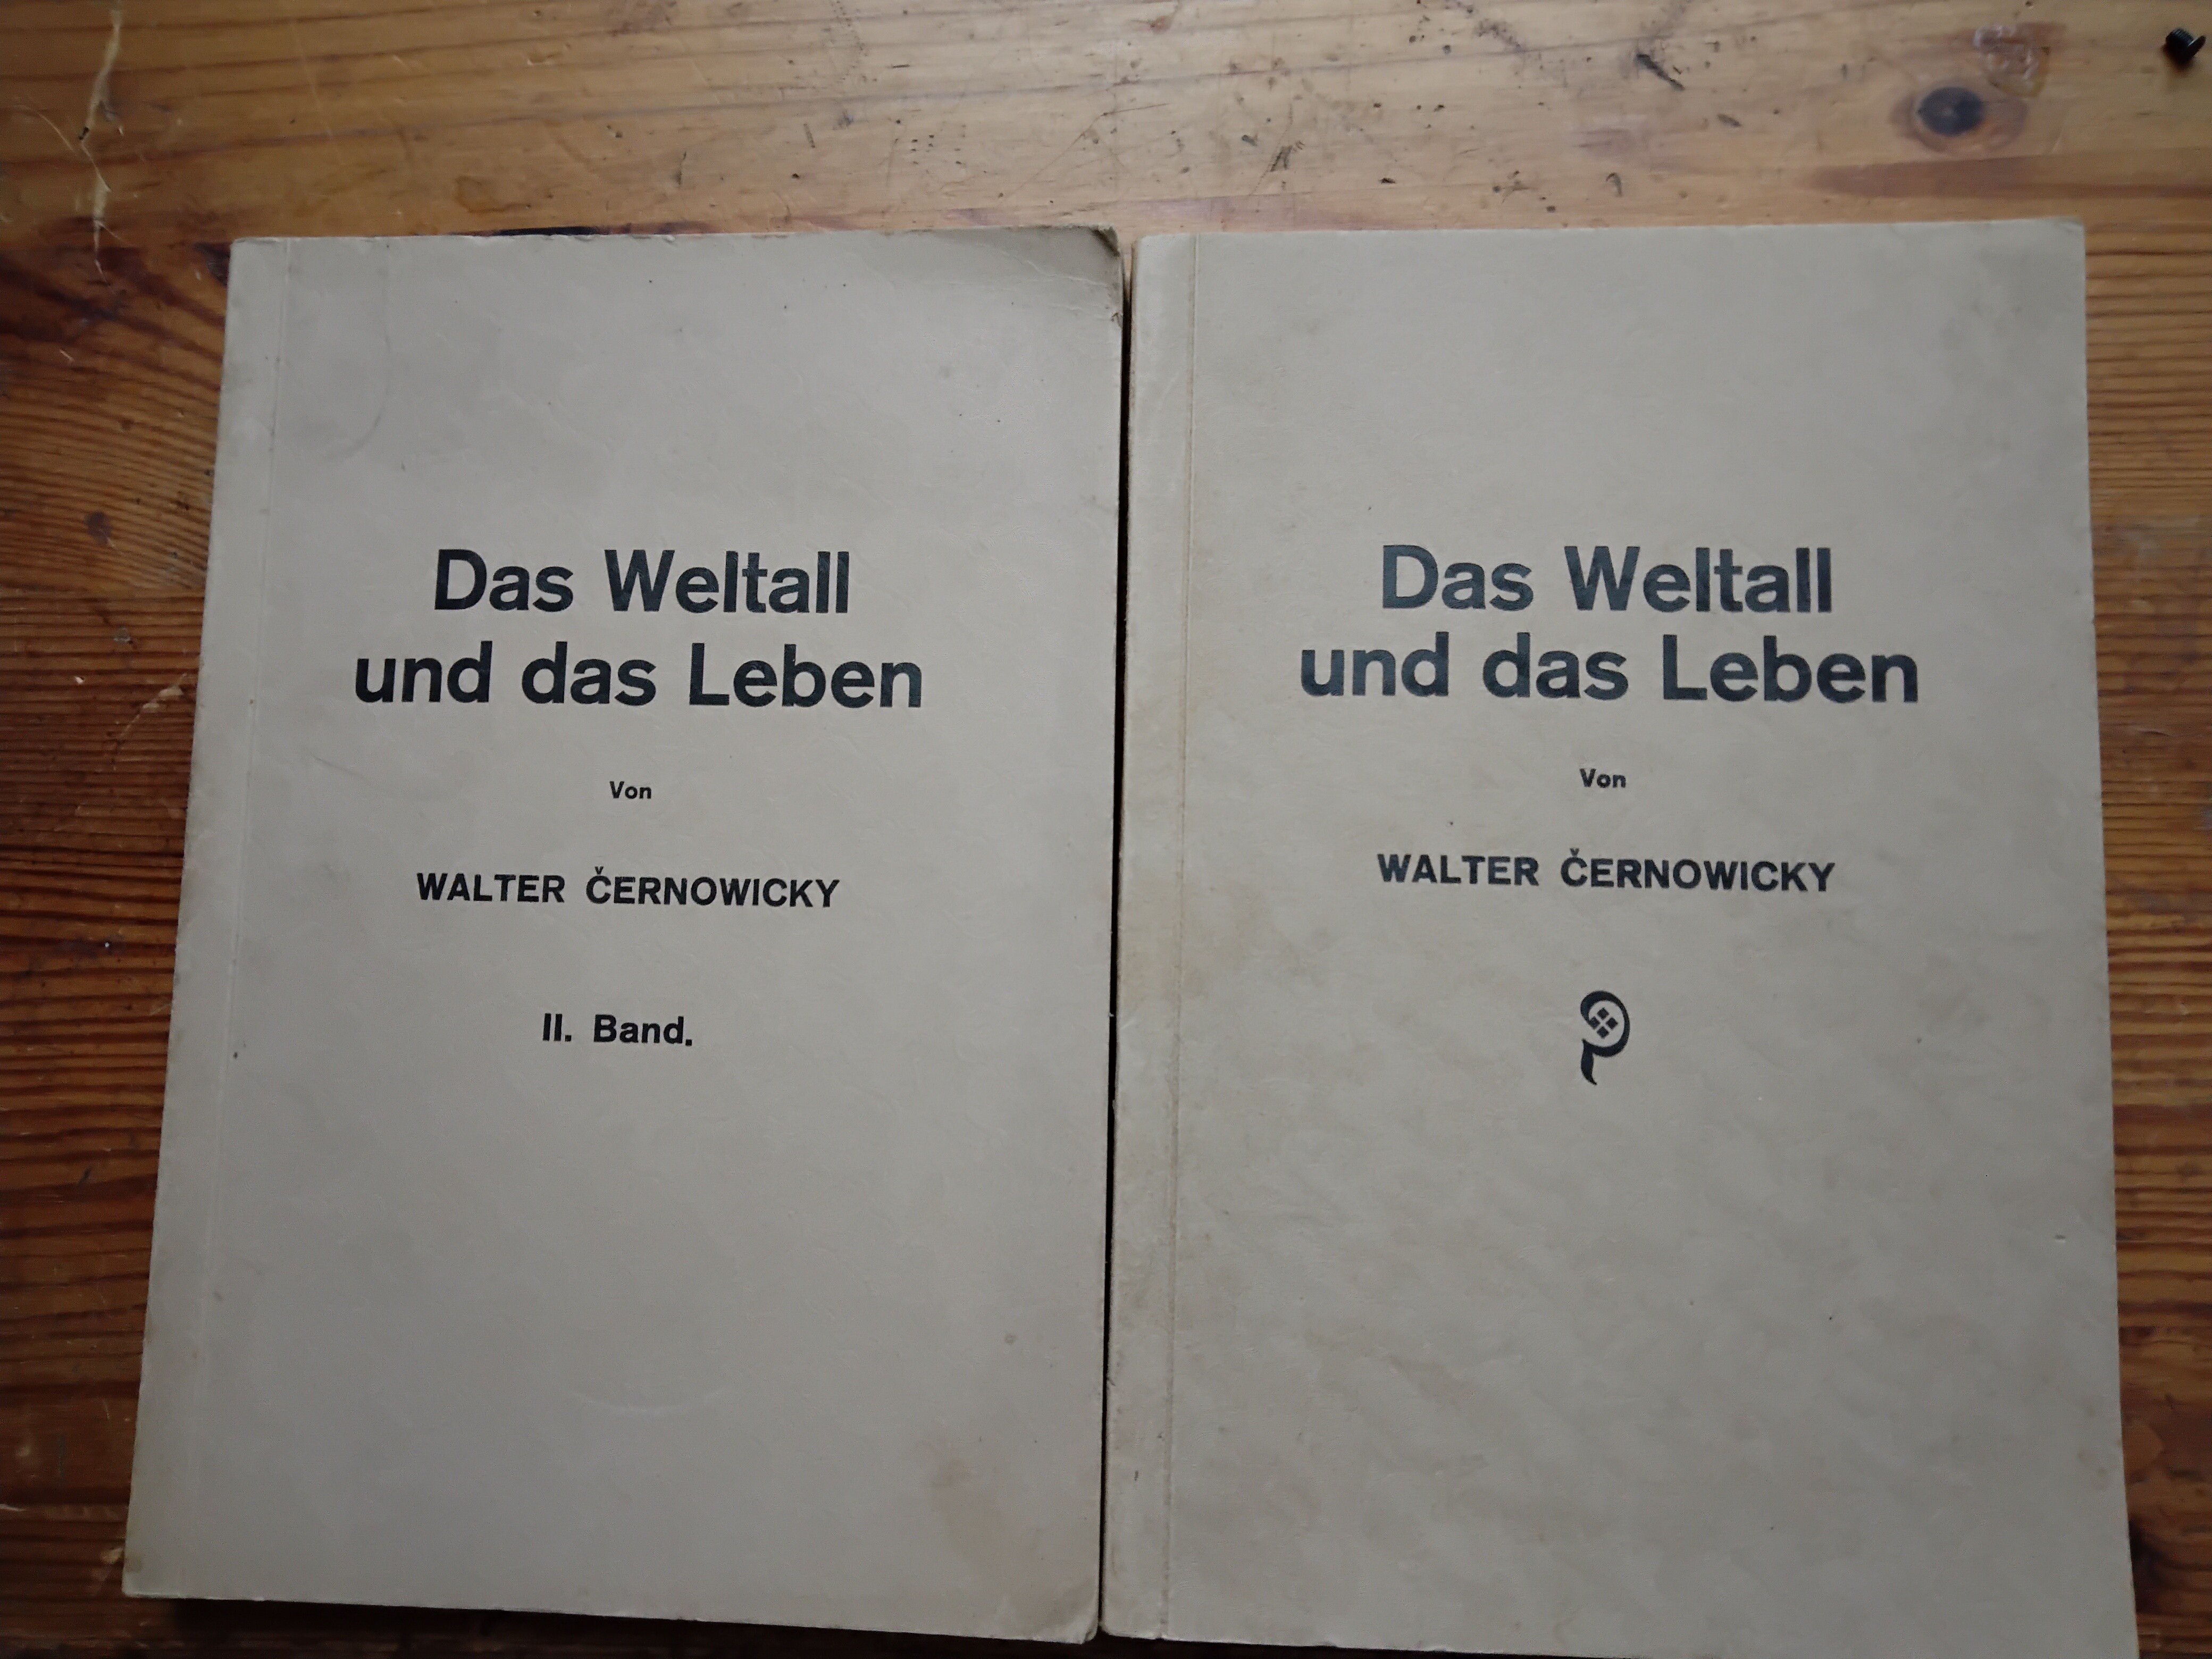 Das Weltall
und das Leben
Von
WALTER ČERNOWICKY
II. Band.
Das Weltall
und das Leben
Von
WALTER ČERNOWICKY